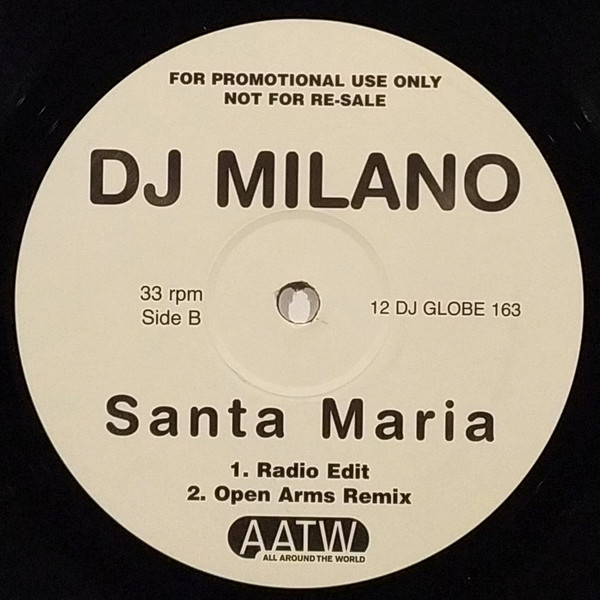 FOR PROMOTIONAL USE ONLY
NOT FOR RE-SALE
DJ MILANO
33 rpm
Side B
12 DJ GLOBE 163
Santa Maria
1. Radio Edit
2. Open Arms Remix
AATW
ALL AROUND THE WORLD